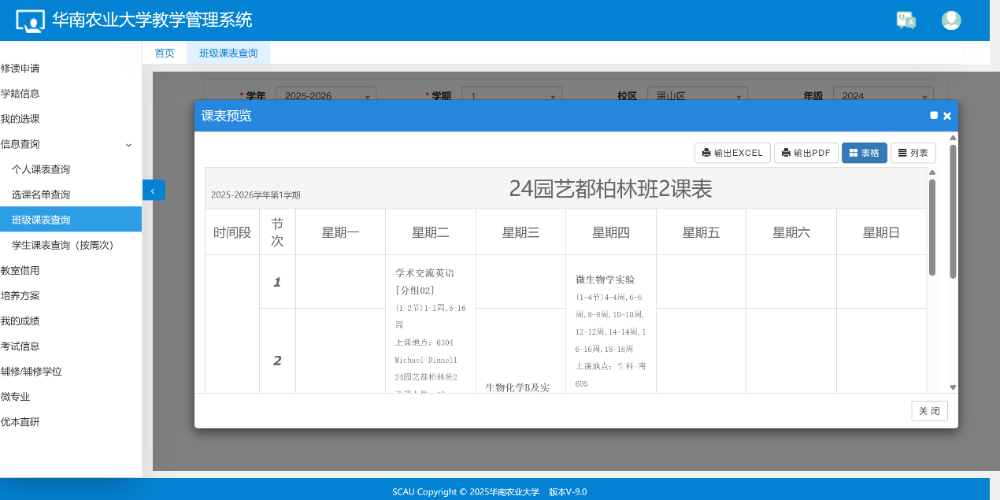 华南农业大学教学管理系统
首页
班级课表查询
修读申请
学籍信息
我的选课
信息查询
个人课表查询
选课名单查询
班级课表查询
学生课表查询（按周次）
教室借用
培养方案
我的成绩
考试信息
辅修/辅修学位
微专业
优本直研
* 学年 2025-2026 * 学期 1 校区 黑山区 年级 2024
课表预览
输出EXCEL 输出PDF 表格 列表
2025-2026学年第1学期
24园艺都柏林班2课表
时间段 节次 星期一 星期二 星期三 星期四 星期五 星期六 星期日
1
2
学术交流英语
[分组02]
(1-2节)1-1周,5-16
周
上课地点: 6304
Michael Dinnell
24园艺都柏林班2
生物化学B及实
微生物学实验
(1-4节)4-4周,6-6
周,8-8周,10-10周,
12-12周,14-14周,1
6-16周,18-18周
上课地点: 生科-南
605
关 闭
SCAU Copyright © 2025华南农业大学 版本V-9.0